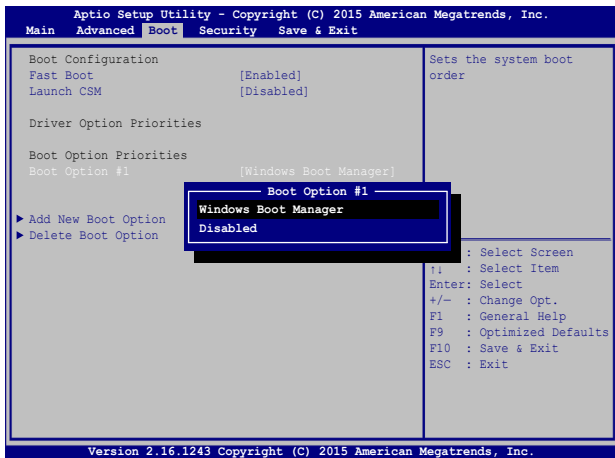 Aptio Setup Utility - Copyright (C) 2015 American Megatrends, Inc.
Main Advanced Boot Security Save & Exit
Boot Configuration
Fast Boot [Enabled]
Launch CSM [Disabled]
Driver Option Priorities
Boot Option Priorities
Boot Option #1 [Windows Boot Manager]
Boot Option #1
Windows Boot Manager
Disabled
▶ Add New Boot Option
▶ Delete Boot Option
Sets the system boot
order
: Select Screen
↑↓ : Select Item
Enter: Select
+/— : Change Opt.
F1 : General Help
F9 : Optimized Defaults
F10 : Save & Exit
ESC : Exit
Version 2.16.1243 Copyright (C) 2015 American Megatrends, Inc.